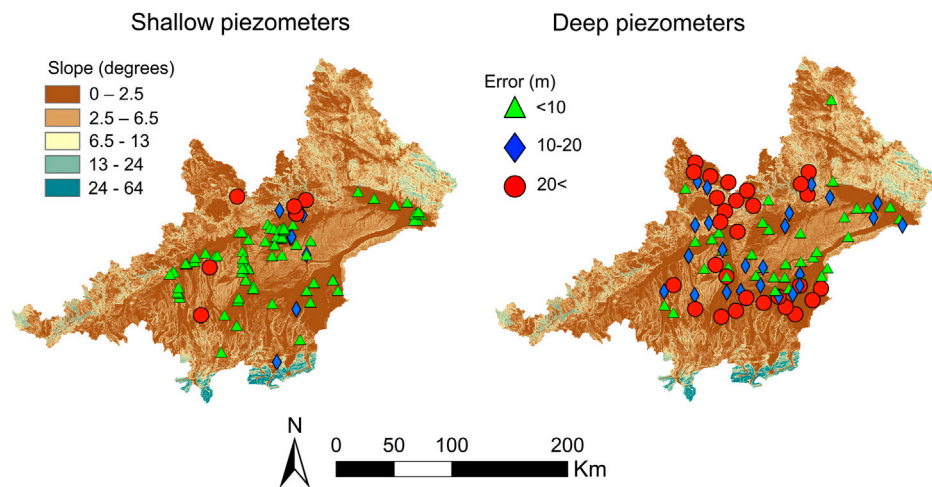 Shallow piezometers
Deep piezometers
Slope (degrees)
0 – 2.5
2.5 – 6.5
6.5 - 13
13 - 24
24 - 64
Error (m)
<10
10-20
20<
N
0 50 100 200
Km